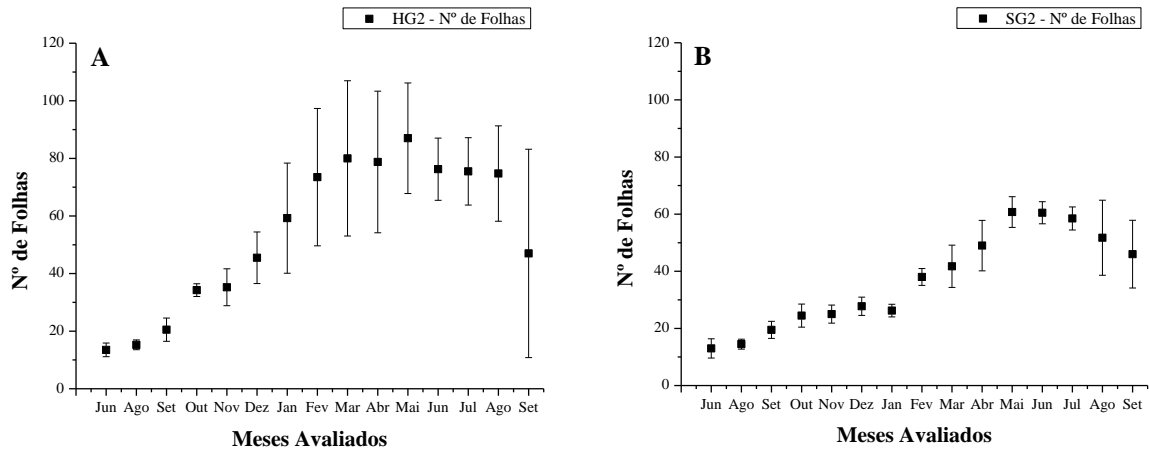 HG2 - Nº de Folhas
A
Nº de Folhas
120
100
80
60
40
20
0
Jun Ago Set Out Nov Dez Jan Fev Mar Abr Mai Jun Jul Ago Set
Meses Avaliados
SG2 - Nº de Folhas
B
Nº de Folhas
120
100
80
60
40
20
0
Jun Ago Set Out Nov Dez Jan Fev Mar Abr Mai Jun Jul Ago Set
Meses Avaliados